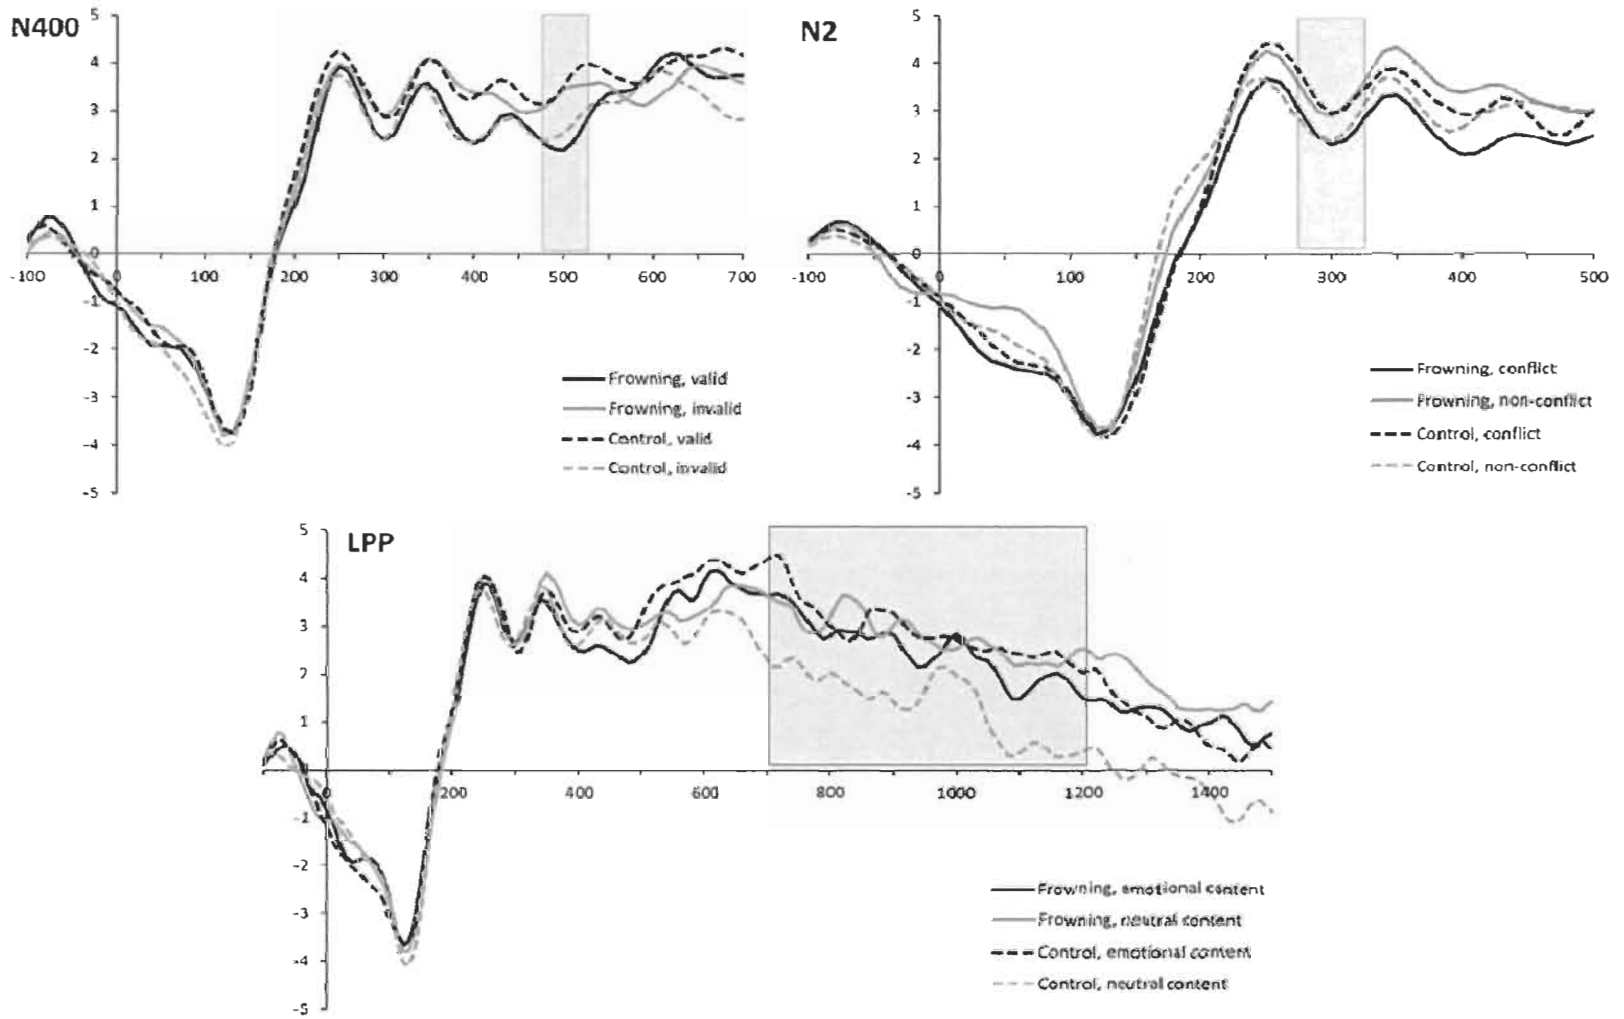 N400
5
4
3
2
1
0
-1
-2
-3
-4
-5
-100 0 100 200 300 400 500 600 700
Frowning, valid
Frowning, invalid
Control, valid
Control, invalid
N2
5
4
3
2
1
0
-1
-2
-3
-4
-5
-100 0 100 200 300 400 500
Frowning, conflict
Frowning, non-conflict
Control, conflict
Control, non-conflict
LPP
5
4
3
2
1
-1
-2
-3
-4
-5
0 200 400 600 800 1000 1200 1400
Frowning, emotional content
Frowning, neutral content
Control, emotional content
Control, neutral content